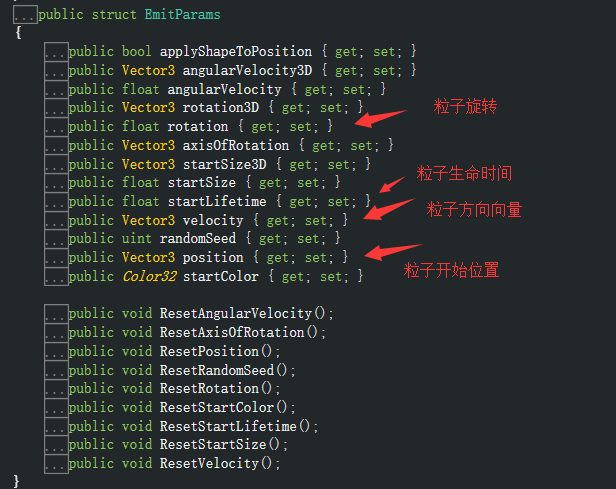 ...public struct EmitParams
{
...public bool applyShapeToPosition { get; set; }
...public Vector3 angularVelocity3D { get; set; }
...public float angularVelocity { get; set; }
...public Vector3 rotation3D { get; set; }
...public float rotation { get; set; } 粒子旋转
...public Vector3 axisOfRotation { get; set; }
...public Vector3 startSize3D { get; set; }
...public float startSize { get; set; } 粒子生命时间
...public float startLifetime { get; set; }
...public Vector3 velocity { get; set; } 粒子方向向量
...public uint randomSeed { get; set; }
...public Vector3 position { get; set; } 粒子开始位置
...public Color32 startColor { get; set; }
...public void ResetAngularVelocity();
...public void ResetAxisOfRotation();
...public void ResetPosition();
...public void ResetRandomSeed();
...public void ResetRotation();
...public void ResetStartColor();
...public void ResetStartLifetime();
...public void ResetStartSize();
...public void ResetVelocity();
}